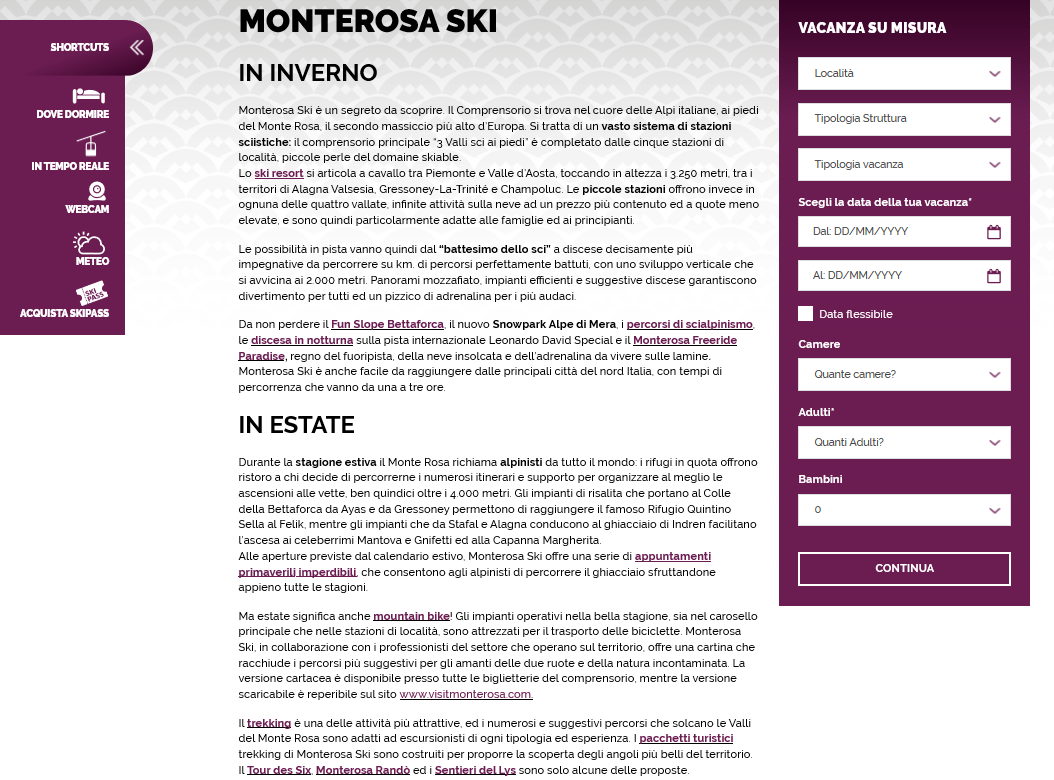 SHORTCUTS
DOVE DORMIRE
IN TEMPO REALE
WEBCAM
METEO
SKI
PASS
ACQUISTA SKIPASS
MONTEROSA SKI
IN INVERNO
Monterosa Ski è un segreto da scoprire. Il Comprensorio si trova nel cuore delle Alpi italiane, ai piedi
del Monte Rosa, il secondo massiccio più alto d'Europa. Si tratta di un vasto sistema di stazioni
sciistiche: il comprensorio principale "3 Valli sci ai piedi" è completato dalle cinque stazioni di
località, piccole perle del domaine skiable.
Lo ski resort si articola a cavallo tra Piemonte e Valle d'Aosta, toccando in altezza i 3.250 metri, tra i
territori di Alagna Valsesia, Gressoney-La-Trinité e Champoluc. Le piccole stazioni offrono invece in
ognuna delle quattro vallate, infinite attività sulla neve ad un prezzo più contenuto ed a quote meno
elevate, e sono quindi particolarmente adatte alle famiglie ed ai principianti.
Le possibilità in pista vanno quindi dal "battesimo dello sci" a discese decisamente più
impegnative da percorrere su km. di percorsi perfettamente battuti, con uno sviluppo verticale che
si avvicina ai 2.000 metri. Panorami mozzafiato, impianti efficienti e suggestive discese garantiscono
divertimento per tutti ed un pizzico di adrenalina per i più audaci.
Da non perdere il Fun Slope Bettaforca, il nuovo Snowpark Alpe di Mera, i percorsi di scialpinismo,
le discesa in notturna sulla pista internazionale Leonardo David Special e il Monterosa Freeride
Paradise, regno del fuoripista, della neve insolcata e dell'adrenalina da vivere sulle lamine.
Monterosa Ski è anche facile da raggiungere dalle principali città del nord Italia, con tempi di
percorrenza che vanno da una a tre ore.
IN ESTATE
Durante la stagione estiva il Monte Rosa richiama alpinisti da tutto il mondo: i rifugi in quota offrono
ristoro a chi decide di percorrerne i numerosi itinerari e supporto per organizzare al meglio le
ascensioni alle vette, ben quindici oltre i 4.000 metri. Gli impianti di risalita che portano al Colle
della Bettaforca da Ayas e da Gressoney permettono di raggiungere il famoso Rifugio Quintino
Sella al Felik, mentre gli impianti che da Stafal e Alagna conducono al ghiacciaio di Indren facilitano
l'ascesa ai celeberrimi Mantova e Gnifetti ed alla Capanna Margherita.
Alle aperture previste dal calendario estivo, Monterosa Ski offre una serie di appuntamenti
primaverili imperdibili, che consentono agli alpinisti di percorrere il ghiacciaio sfruttandone
appieno tutte le stagioni.
Ma estate significa anche mountain bike! Gli impianti operativi nella bella stagione, sia nel carosello
principale che nelle stazioni di località, sono attrezzati per il trasporto delle biciclette. Monterosa
Ski, in collaborazione con i professionisti del settore che operano sul territorio, offre una cartina che
racchiude i percorsi più suggestivi per gli amanti delle due ruote e della natura incontaminata. La
versione cartacea è disponibile presso tutte le biglietterie del comprensorio, mentre la versione
scaricabile è reperibile sul sito www.visitmonterosa.com.
Il trekking è una delle attività più attrattive, ed i numerosi e suggestivi percorsi che solcano le Valli
del Monte Rosa sono adatti ad escursionisti di ogni tipologia ed esperienza. I pacchetti turistici
trekking di Monterosa Ski sono costruiti per proporre la scoperta degli angoli più belli del territorio.
Il Tour des Six, Monterosa Randò ed i Sentieri del Lys sono solo alcune delle proposte.
VACANZA SU MISURA
Località
Tipologia Struttura
Tipologia vacanza
Scegli la data della tua vacanza*
Dal: DD/MM/YYYY
Al: DD/MM/YYYY
Data flessibile
Camere
Quante camere?
Adulti*
Quanti Adulti?
Bambini
0
CONTINUA